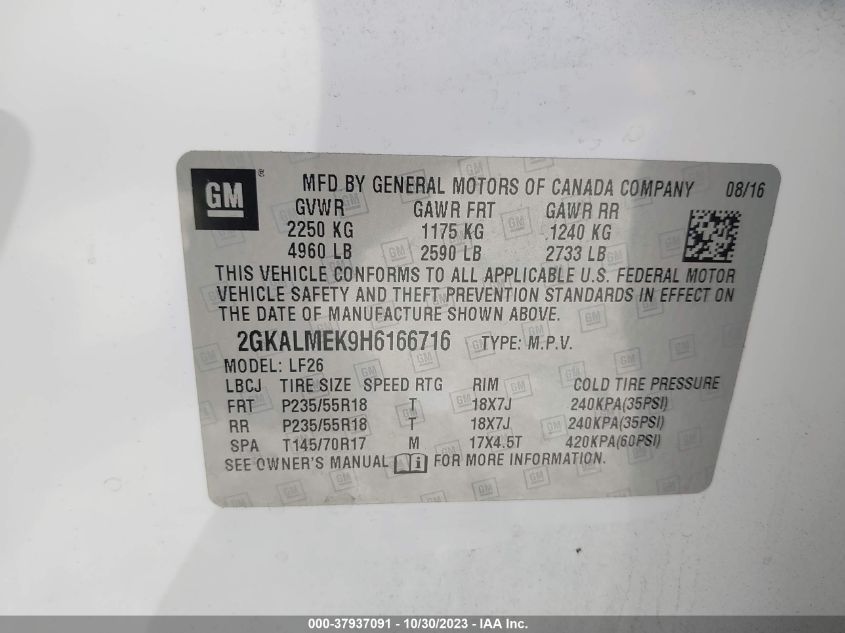 GM ® MFD BY GENERAL MOTORS OF CANADA COMPANY 08/16
GVWR GAWR FRT GAWR RR
2250 KG 1175 KG 1240 KG
4960 LB 2590 LB 2733 LB
THIS VEHICLE CONFORMS TO ALL APPLICABLE U.S. FEDERAL MOTOR
VEHICLE SAFETY AND THEFT PREVENTION STANDARDS IN EFFECT ON
THE DATE OF MANUFACTURE SHOWN ABOVE.
2GKALMEK9H6166716 TYPE: M.P.V.
MODEL: LF26
LBCJ TIRE SIZE SPEED RTG RIM COLD TIRE PRESSURE
FRT P235/55R18 T 18X7J 240KPA(35PSI)
RR P235/55R18 T 18X7J 240KPA(35PSI)
SPA T145/70R17 M 17X4.5T 420KPA(60PSI)
SEE OWNER'S MANUAL i FOR MORE INFORMATION.
000-37937091 - 10/30/2023 - IAA Inc.